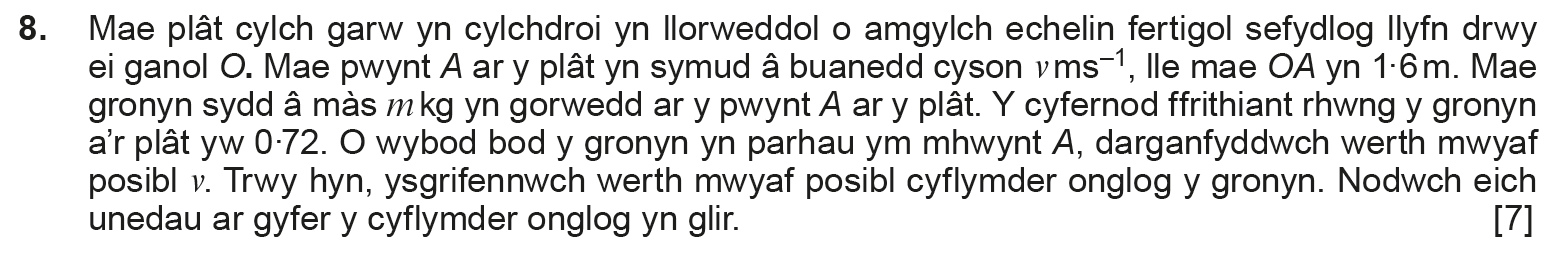 8. Mae plât cylch garw yn cylchdroi yn llorweddol o amgylch echelin fertigol sefydlog llyfn drwy
ei ganol O. Mae pwynt A ar y plât yn symud â buanedd cyson v ms⁻¹, lle mae OA yn 1·6 m. Mae
gronyn sydd â màs m kg yn gorwedd ar y pwynt A ar y plât. Y cyfernod ffrithiant rhwng y gronyn
a’r plât yw 0·72. O wybod bod y gronyn yn parhau ym mhwynt A, darganfyddwch werth mwyaf
posibl v. Trwy hyn, ysgrifennwch werth mwyaf posibl cyflymder onglog y gronyn. Nodwch eich
unedau ar gyfer y cyflymder onglog yn glir. [7]